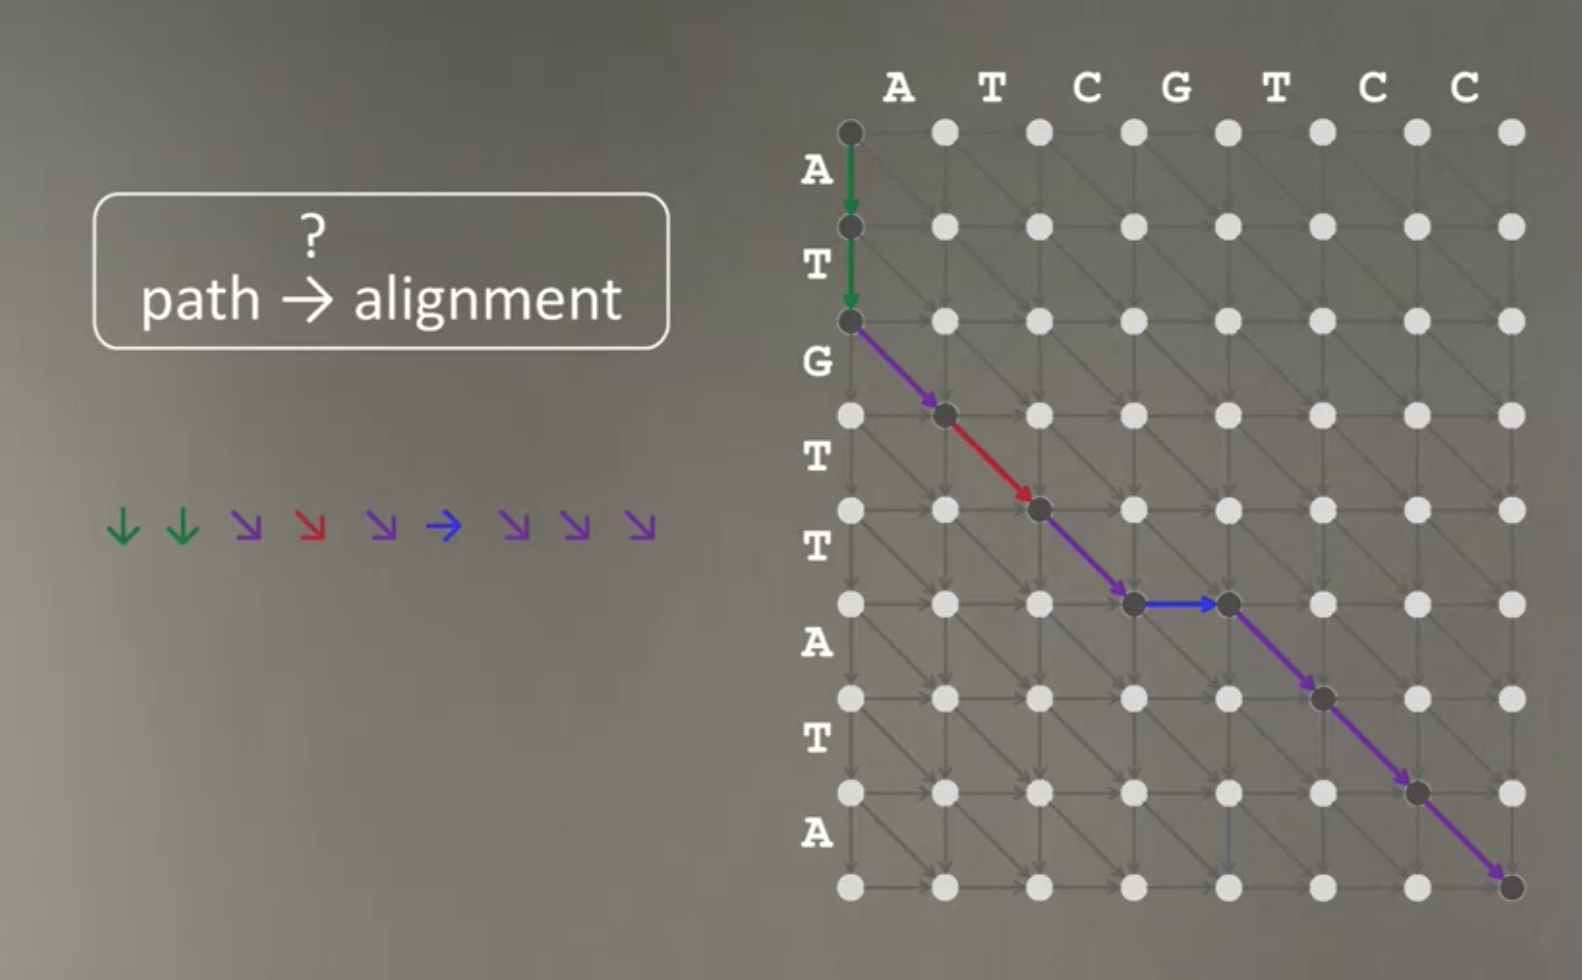 ?
path → alignment
↓ ↓ ↘ ↘ ↘ → ↘ ↘ ↘
A T C G T C C
A
T
G
T
T
A
T
A